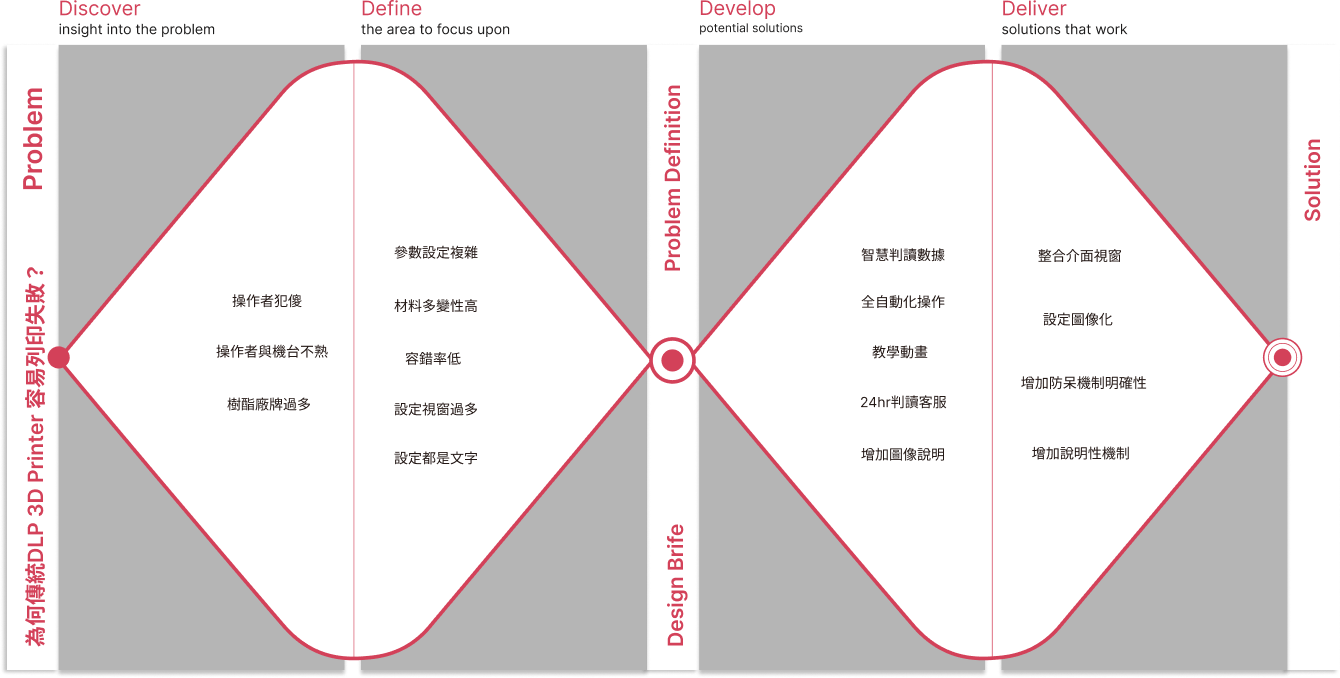 Discover
insight into the problem
Define
the area to focus upon
Develop
potential solutions
Deliver
solutions that work
Problem
為何傳統DLP 3D Printer 容易列印失敗？
操作者犯傻
操作者與機台不熟
樹酯廠牌過多
參數設定複雜
材料多變性高
容錯率低
設定視窗過多
設定都是文字
Problem Definition
Design Brife
智慧判讀數據
全自動化操作
教學動畫
24hr判讀客服
增加圖像說明
整合介面視窗
設定圖像化
增加防呆機制明確性
增加說明性機制
Solution